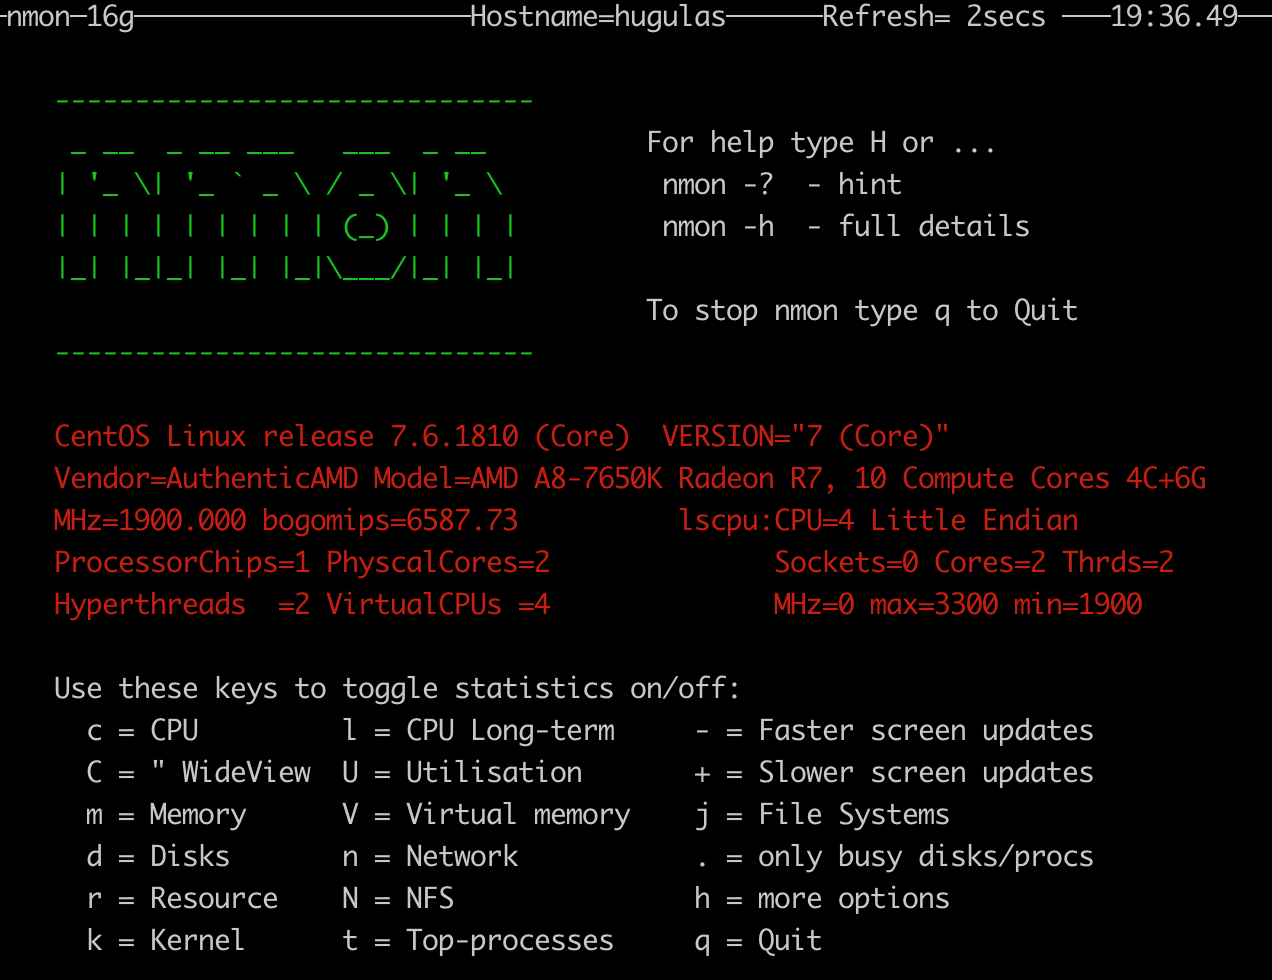 nmon─16g─────────────────────Hostname=hugulas──────Refresh= 2secs ───19:36.49──
------------------------------
 _ __  _ __ ___   ___  _ __          For help type H or ...
| '_ \| '_ ` _ \ / _ \| '_ \          nmon -?  - hint
| | | | | | | | | (_) | | | |         nmon -h  - full details
|_| |_|_| |_| |_|\___/|_| |_|
                                     To stop nmon type q to Quit
------------------------------
CentOS Linux release 7.6.1810 (Core)  VERSION="7 (Core)"
Vendor=AuthenticAMD Model=AMD A8-7650K Radeon R7, 10 Compute Cores 4C+6G
MHz=1900.000 bogomips=6587.73          lscpu:CPU=4 Little Endian
ProcessorChips=1 PhyscalCores=2              Sockets=0 Cores=2 Thrds=2
Hyperthreads  =2 VirtualCPUs =4              MHz=0 max=3300 min=1900
Use these keys to toggle statistics on/off:
  c = CPU         l = CPU Long-term     - = Faster screen updates
  C = " WideView  U = Utilisation       + = Slower screen updates
  m = Memory      V = Virtual memory    j = File Systems
  d = Disks       n = Network           . = only busy disks/procs
  r = Resource    N = NFS               h = more options
  k = Kernel      t = Top-processes     q = Quit